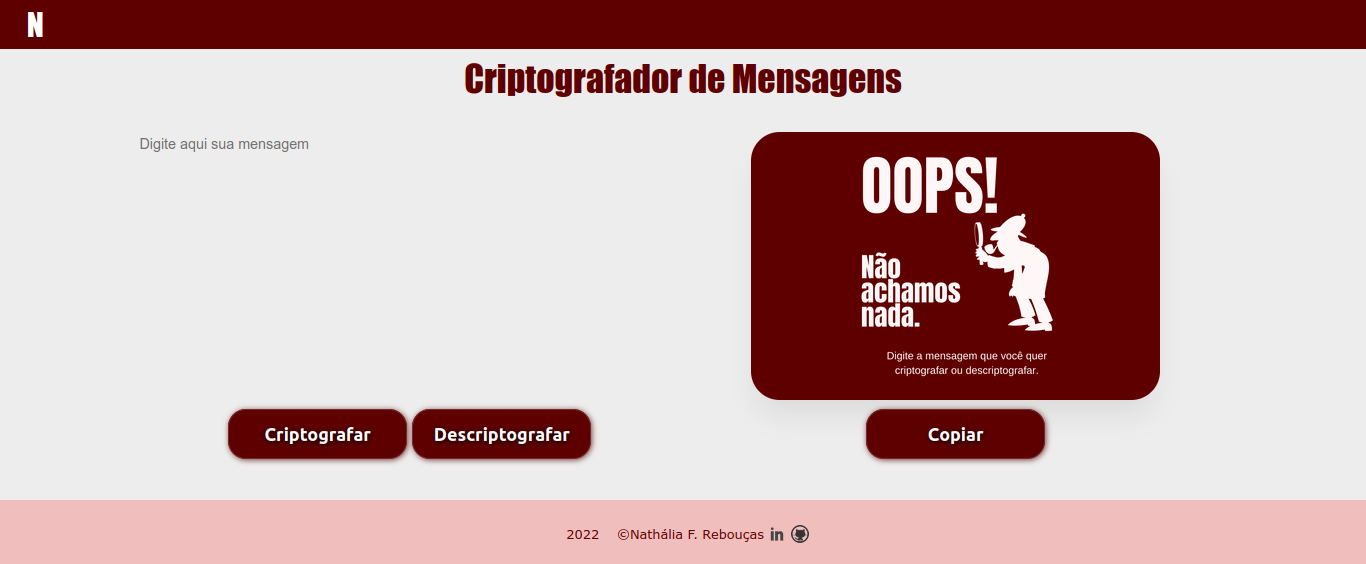 N
Criptografador de Mensagens
Digite aqui sua mensagem
OOPS!
Não
achamos
nada.
Digite a mensagem que você quer
criptografar ou descriptografar.
Criptografar
Descriptografar
Copiar
2022 ©Nathália F. Rebouças in